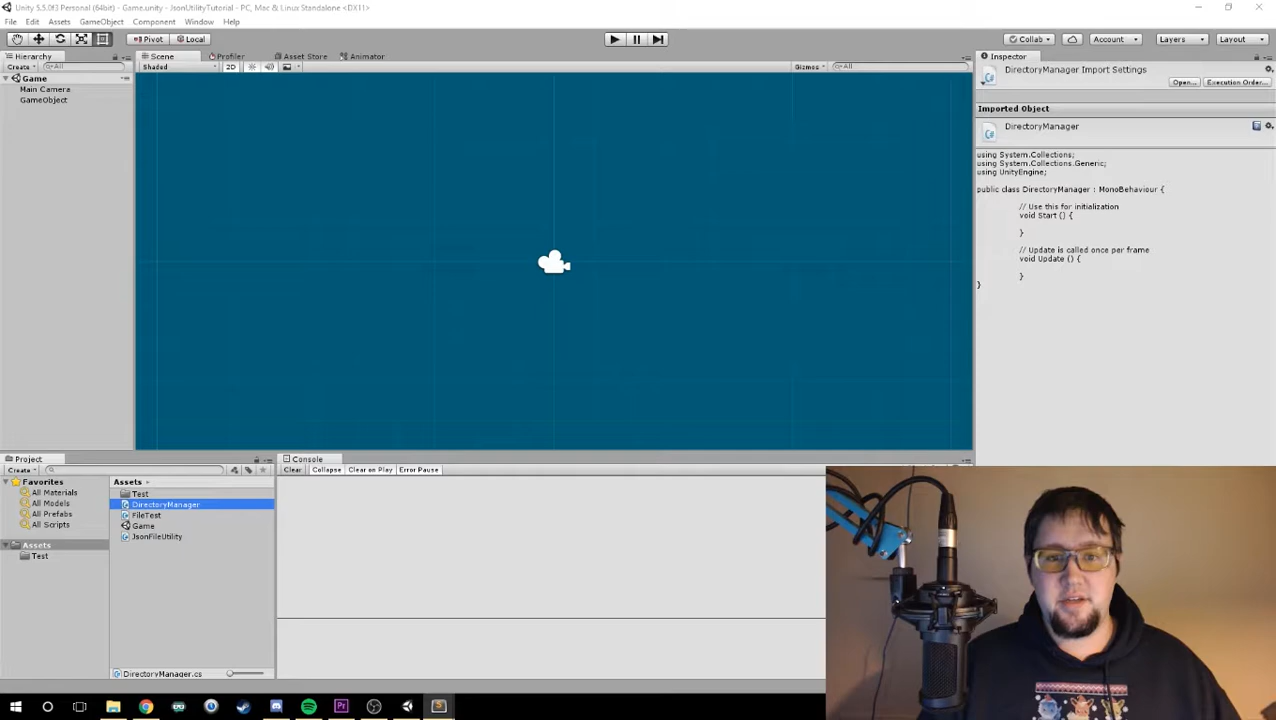 Unity 5.5.0f3 Personal (64bit) - Game.unity - JsonUtilityTutorial - PC, Mac & Linux Standalone <DX11>
File Edit Assets GameObject Component Window Help
Pivot Local Collab Account Layers Layout
Hierarchy
Create All
Game
Main Camera
GameObject
Scene Profiler Asset Store Animator
Shaded 2D Gizmos All
Inspector
DirectoryManager Import Settings
Open... Execution Order...
Imported Object
DirectoryManager
using System.Collections;
using System.Collections.Generic;
using UnityEngine;
public class DirectoryManager : MonoBehaviour {
// Use this for initialization
void Start () {
}
// Update is called once per frame
void Update () {
}
}
Project
Create
Favorites
All Materials
All Models
All Prefabs
All Scripts
Assets
Test
Assets
Test
DirectoryManager
FileTest
Game
JsonFileUtility
DirectoryManager.cs
Console
Clear Collapse Clear on Play Error Pause